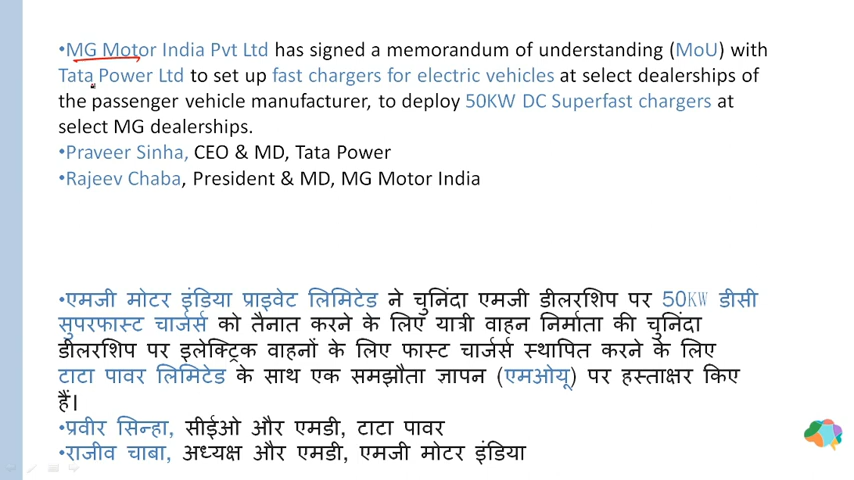 •MG Motor India Pvt Ltd has signed a memorandum of understanding (MoU) with
Tata Power Ltd to set up fast chargers for electric vehicles at select dealerships of
the passenger vehicle manufacturer, to deploy 50KW DC Superfast chargers at
select MG dealerships.
•Praveer Sinha, CEO & MD, Tata Power
•Rajeev Chaba, President & MD, MG Motor India
•एमजी मोटर इंडिया प्राइवेट लिमिटेड ने चुनिंदा एमजी डीलरशिप पर 50KW डीसी
सुपरफास्ट चार्जर्स को तैनात करने के लिए यात्री वाहन निर्माता की चुनिंदा
डीलरशिप पर इलेक्ट्रिक वाहनों के लिए फास्ट चार्जर्स स्थापित करने के लिए
टाटा पावर लिमिटेड के साथ एक समझौता ज्ञापन (एमओयू) पर हस्ताक्षर किए
हैं।
•प्रवीर सिन्हा, सीईओ और एमडी, टाटा पावर
•राजीव चाबा, अध्यक्ष और एमडी, एमजी मोटर इंडिया